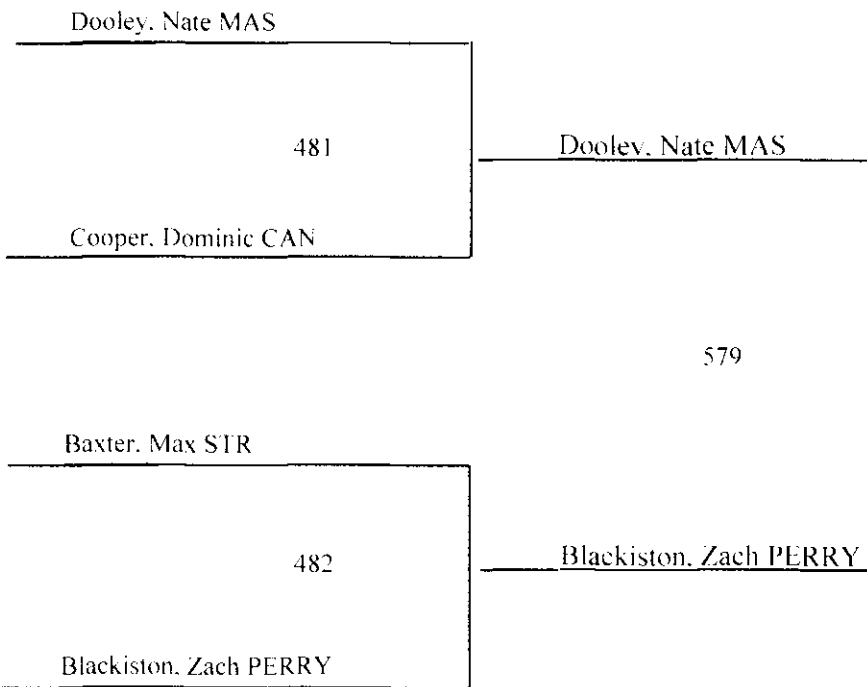 Dooley, Nate MAS
481
Dooley, Nate MAS
Cooper, Dominic CAN
579
Baxter, Max STR
482
Blackiston, Zach PERRY
Blackiston, Zach PERRY